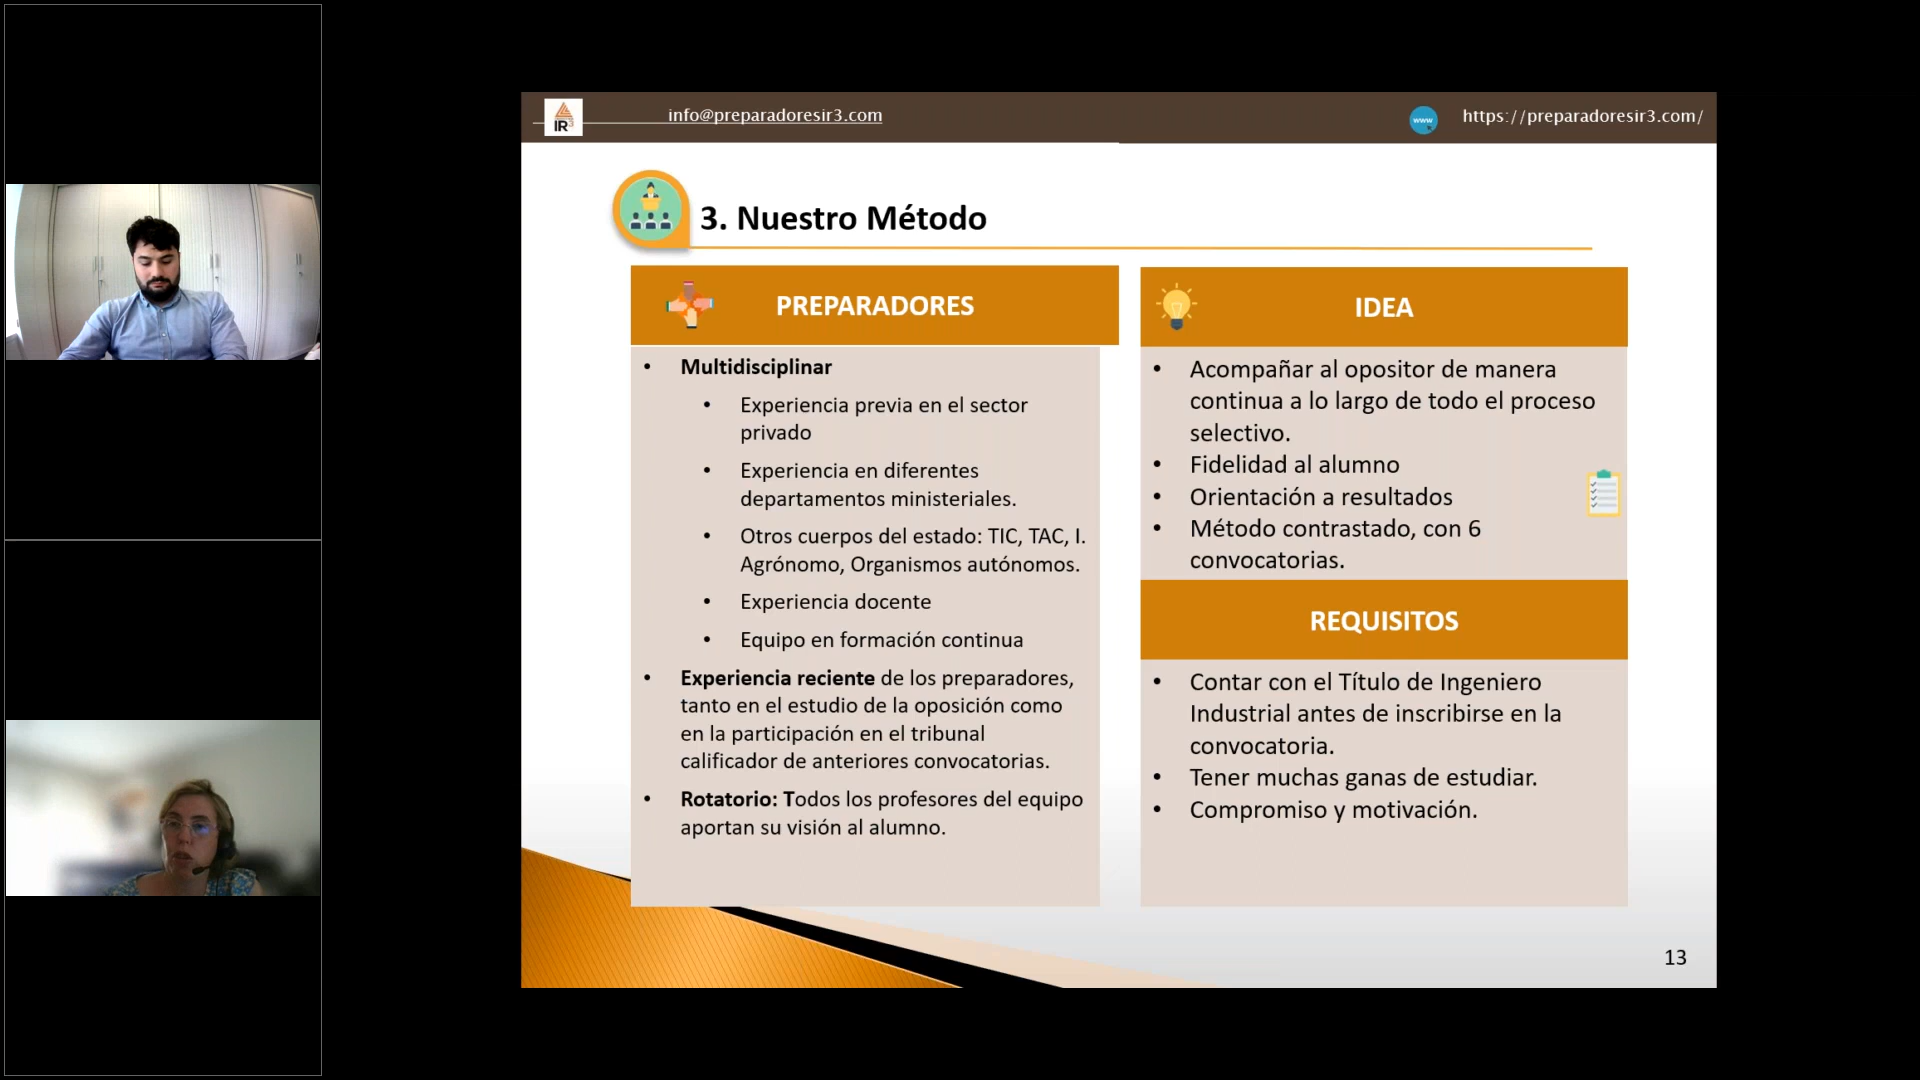 IR3
info@preparadoresir3.com
www
https://preparadoresir3.com/
3. Nuestro Método
PREPARADORES
• Multidisciplinar
• Experiencia previa en el sector
privado
• Experiencia en diferentes
departamentos ministeriales.
• Otros cuerpos del estado: TIC, TAC, I.
Agrónomo, Organismos autónomos.
• Experiencia docente
• Equipo en formación continua
• Experiencia reciente de los preparadores,
tanto en el estudio de la oposición como
en la participación en el tribunal
calificador de anteriores convocatorias.
• Rotatorio: Todos los profesores del equipo
aportan su visión al alumno.
IDEA
• Acompañar al opositor de manera
continua a lo largo de todo el proceso
selectivo.
• Fidelidad al alumno
• Orientación a resultados
• Método contrastado, con 6
convocatorias.
REQUISITOS
• Contar con el Título de Ingeniero
Industrial antes de inscribirse en la
convocatoria.
• Tener muchas ganas de estudiar.
• Compromiso y motivación.
13